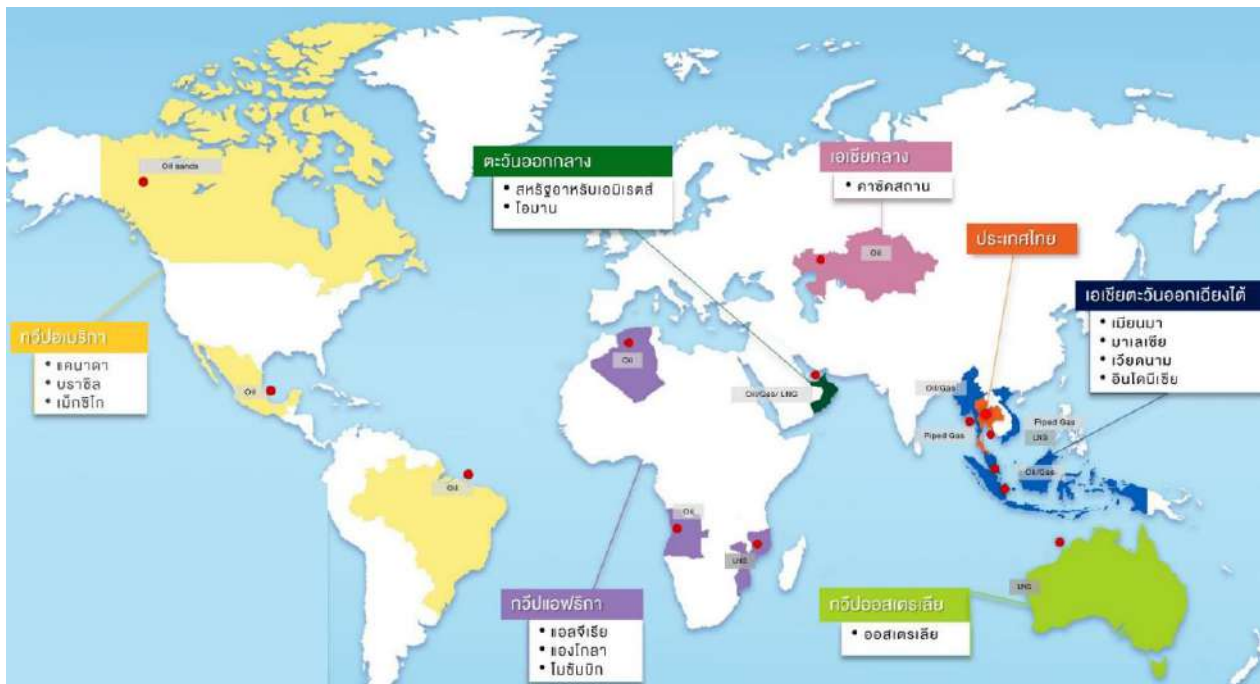 Oil sands
ตะวันออกกลาง
• สหรัฐอาหรับเอมิเรตส์
• โอมาน
เอเชียกลาง
• คาซัคสถาน
Oil
ประเทศไทย
เอเชียตะวันออกเฉียงใต้
• เมียนมา
• มาเลเซีย
• เวียดนาม
• อินโดนีเซีย
ทวีปอเมริกา
• แคนาดา
• บราซิล
• เม็กซิโก
Oil
Oil
Oil/Gas/ LNG
Oil/Gas
Piped Gas
Piped Gas
LNG
Oil/Gas
Oil
Oil
LNG
LNG
ทวีปแอฟริกา
• แอลจีเรีย
• แองโกลา
• โมซัมบิก
ทวีปออสเตรเลีย
• ออสเตรเลีย